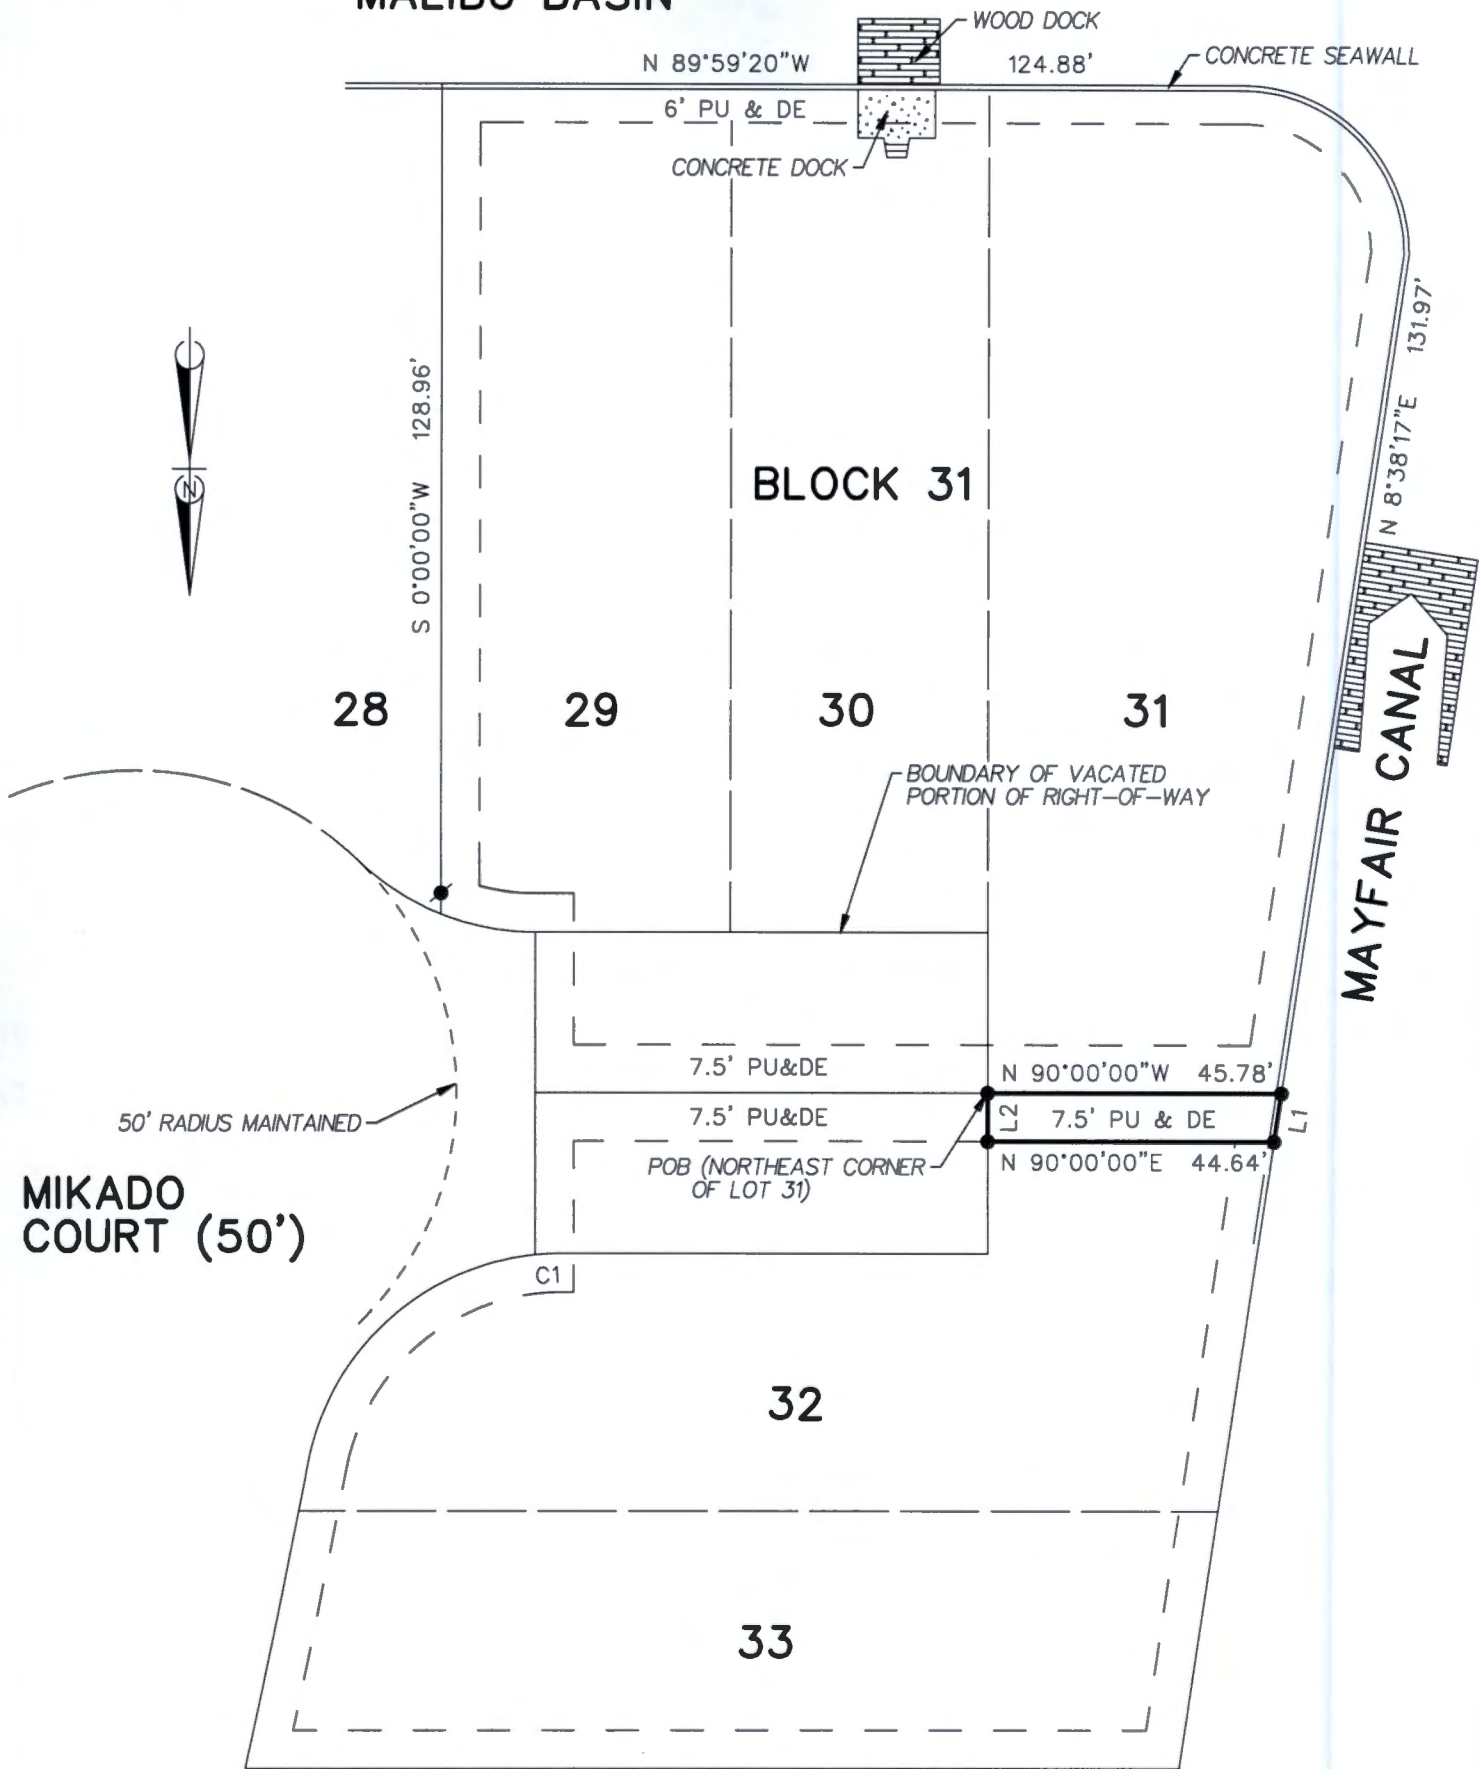 MALIBU BASIN
WOOD DOCK
N 89°59'20"W
124.88'
CONCRETE SEAWALL
6' PU & DE
CONCRETE DOCK
N 8°38'17"E 131.97'
S 0°00'00"W 128.96'
N
BLOCK 31
28
29
30
31
MAYFAIR CANAL
BOUNDARY OF VACATED
PORTION OF RIGHT-OF-WAY
7.5' PU&DE
N 90°00'00"W 45.78'
50' RADIUS MAINTAINED
7.5' PU&DE
L2
7.5' PU & DE
L1
POB (NORTHEAST CORNER
OF LOT 31)
N 90°00'00"E 44.64'
MIKADO
COURT (50')
C1
32
33